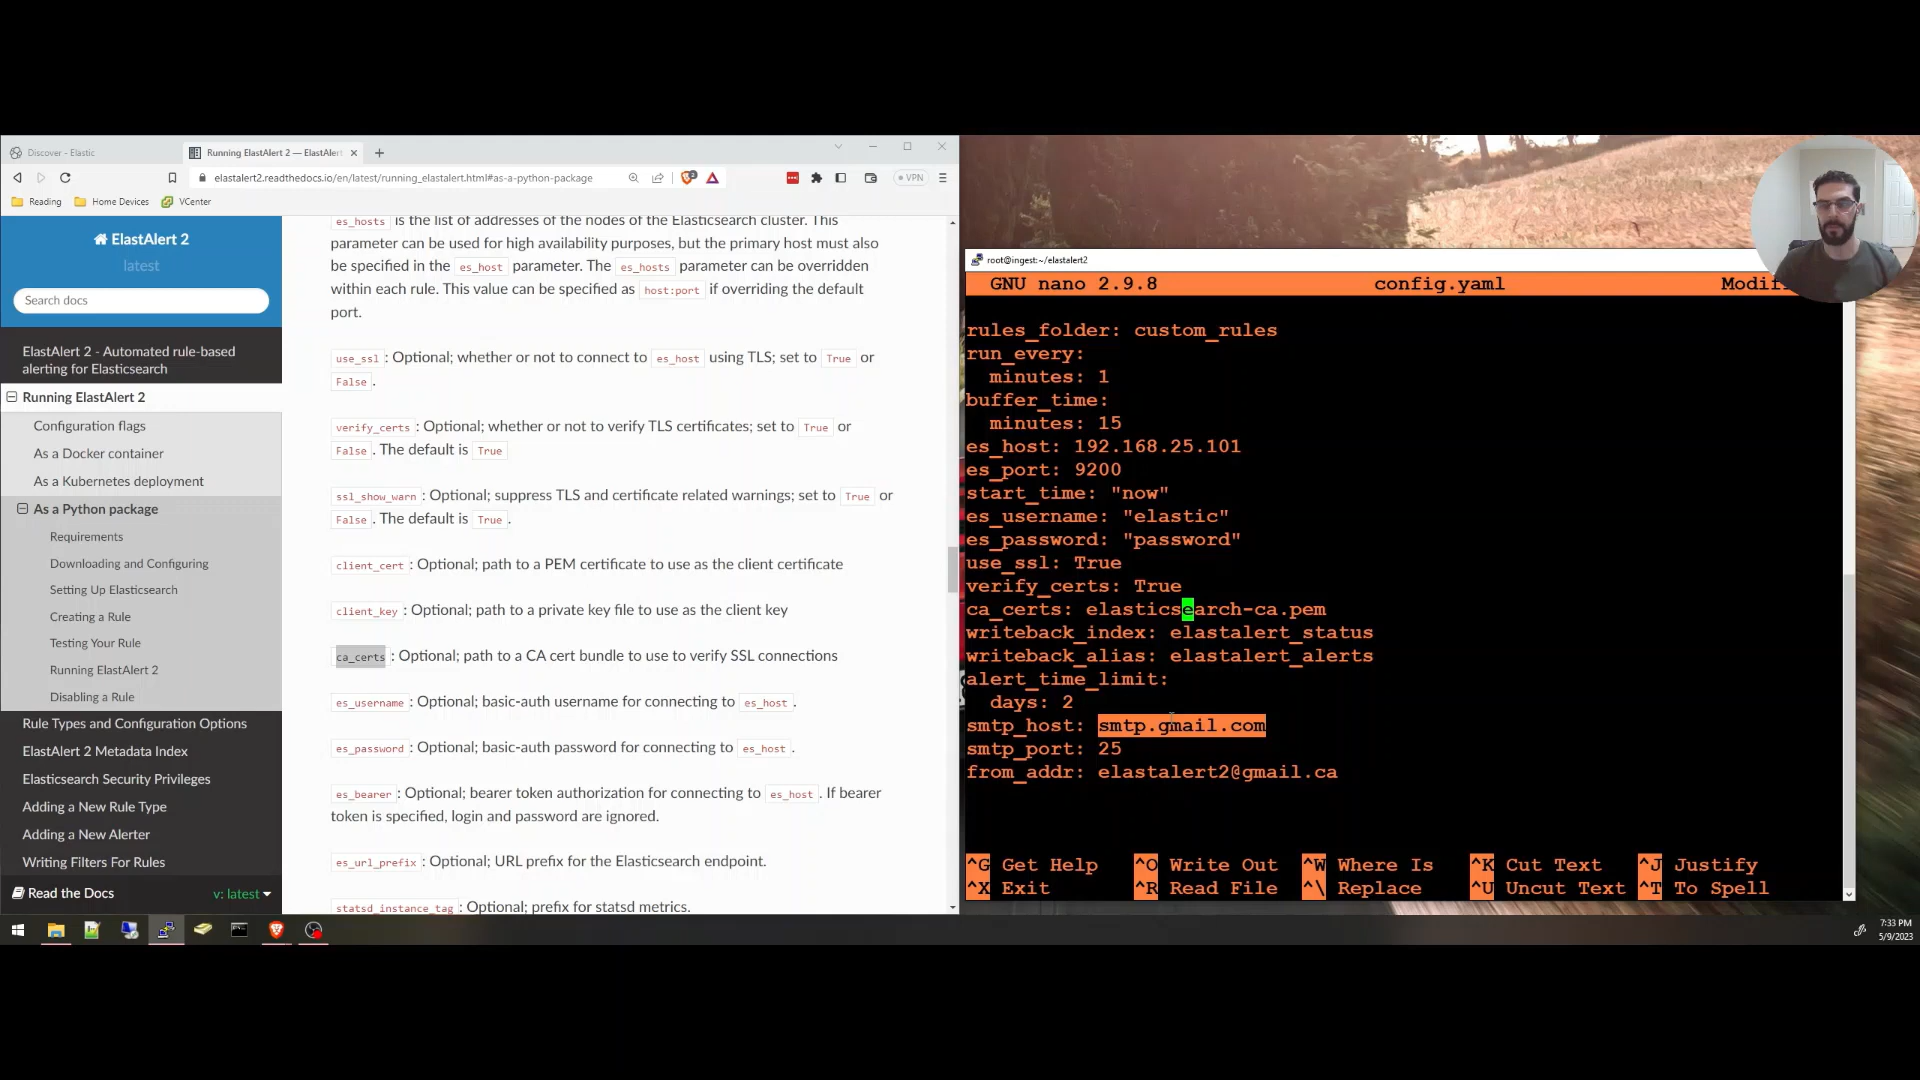 Discover - Elastic
Running ElastAlert 2 — ElastAler
elastalert2.readthedocs.io/en/latest/running_elastalert.html#as-a-python-package
VPN
Reading
Home Devices
VCenter
ElastAlert 2
latest
Search docs
ElastAlert 2 - Automated rule-based
alerting for Elasticsearch
Running ElastAlert 2
Configuration flags
As a Docker container
As a Kubernetes deployment
As a Python package
Requirements
Downloading and Configuring
Setting Up Elasticsearch
Creating a Rule
Testing Your Rule
Running ElastAlert 2
Disabling a Rule
Rule Types and Configuration Options
ElastAlert 2 Metadata Index
Elasticsearch Security Privileges
Adding a New Rule Type
Adding a New Alerter
Writing Filters For Rules
Read the Docs
v: latest
es_hosts is the list of addresses of the nodes of the Elasticsearch cluster. This
parameter can be used for high availability purposes, but the primary host must also
be specified in the es_host parameter. The es_hosts parameter can be overridden
within each rule. This value can be specified as host:port if overriding the default
port.
use_ssl : Optional; whether or not to connect to es_host using TLS; set to True or
False .
verify_certs : Optional; whether or not to verify TLS certificates; set to True or
False . The default is True
ssl_show_warn : Optional; suppress TLS and certificate related warnings; set to True or
False . The default is True .
client_cert : Optional; path to a PEM certificate to use as the client certificate
client_key : Optional; path to a private key file to use as the client key
ca_certs : Optional; path to a CA cert bundle to use to verify SSL connections
es_username : Optional; basic-auth username for connecting to es_host .
es_password : Optional; basic-auth password for connecting to es_host .
es_bearer : Optional; bearer token authorization for connecting to es_host . If bearer
token is specified, login and password are ignored.
es_url_prefix : Optional; URL prefix for the Elasticsearch endpoint.
statsd_instance_tag : Optional; prefix for statsd metrics.
root@ingest:~/elastalert2
GNU nano 2.9.8 config.yaml Modif
rules_folder: custom_rules
run_every:
minutes: 1
buffer_time:
minutes: 15
es_host: 192.168.25.101
es_port: 9200
start_time: "now"
es_username: "elastic"
es_password: "password"
use_ssl: True
verify_certs: True
ca_certs: elasticsearch-ca.pem
writeback_index: elastalert_status
writeback_alias: elastalert_alerts
alert_time_limit:
days: 2
smtp_host: smtp.gmail.com
smtp_port: 25
from_addr: elastalert2@gmail.ca
^G Get Help ^O Write Out ^W Where Is ^K Cut Text ^J Justify
^X Exit ^R Read File ^\ Replace ^U Uncut Text ^T To Spell
7:33 PM
5/9/2023